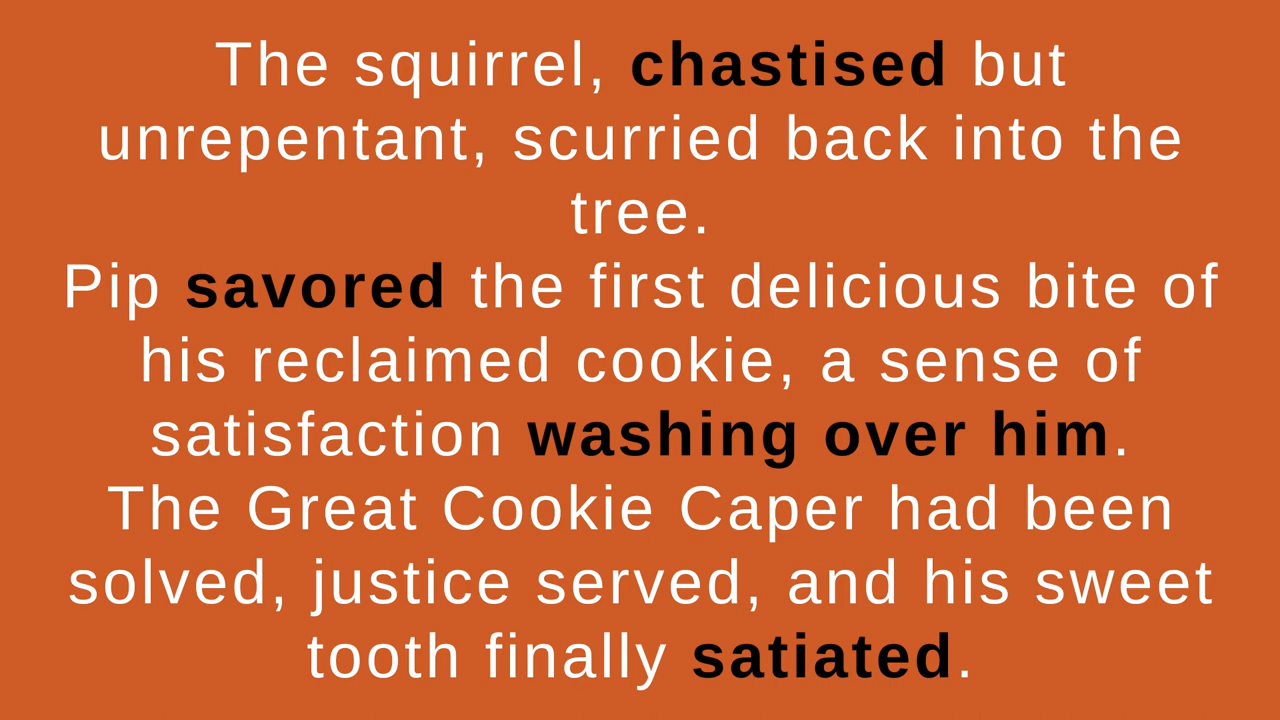 The squirrel, chastised but
unrepentant, scurried back into the
tree.
Pip savored the first delicious bite of
his reclaimed cookie, a sense of
satisfaction washing over him.
The Great Cookie Caper had been
solved, justice served, and his sweet
tooth finally satiated.